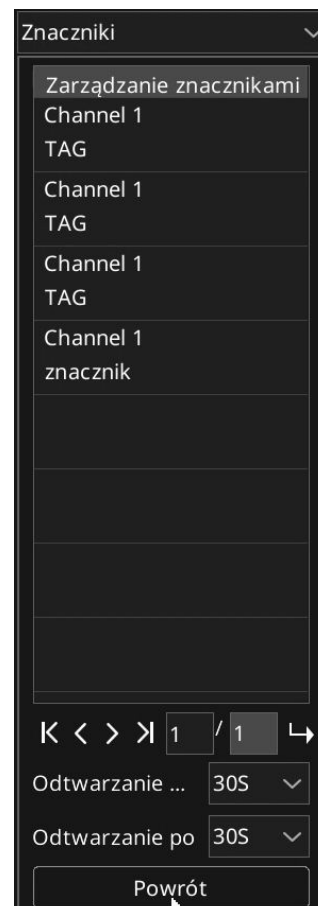 Znaczniki
Zarządzanie znacznikami
Channel 1
TAG
Channel 1
TAG
Channel 1
TAG
Channel 1
znacznik
1 / 1
Odtwarzanie ... 30S
Odtwarzanie po 30S
Powrót